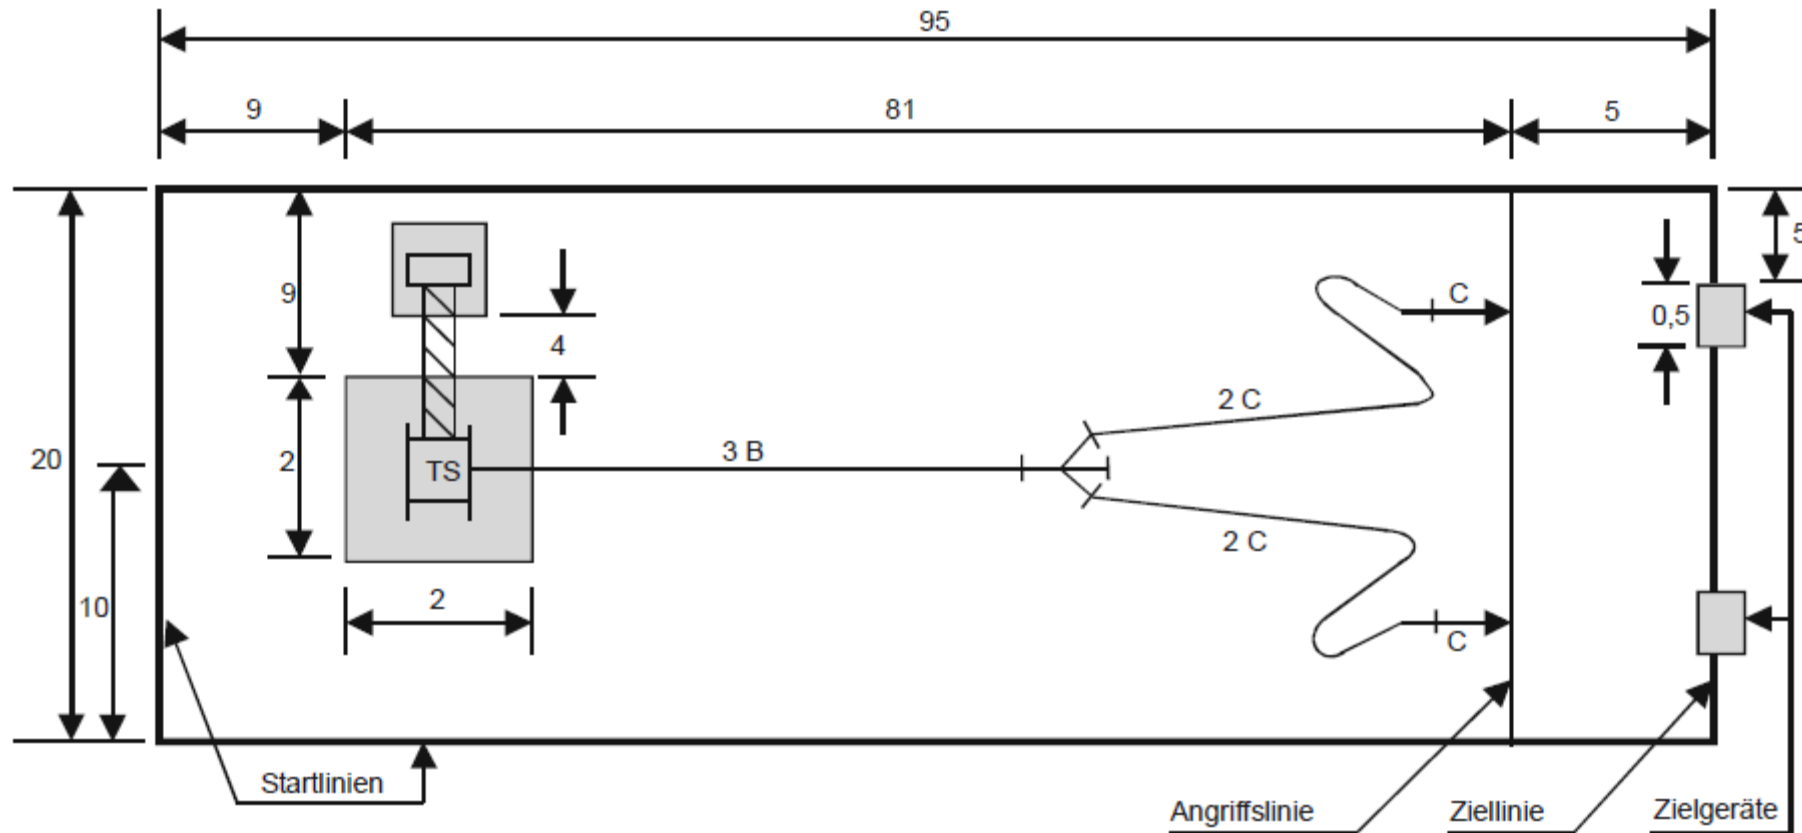 95
9
81
5
5
9
C
0,5
4
2 C
20
2
TS
3 B
2 C
10
2
C
Startlinien
Angriffslinie
Ziellinie
Zielgeräte